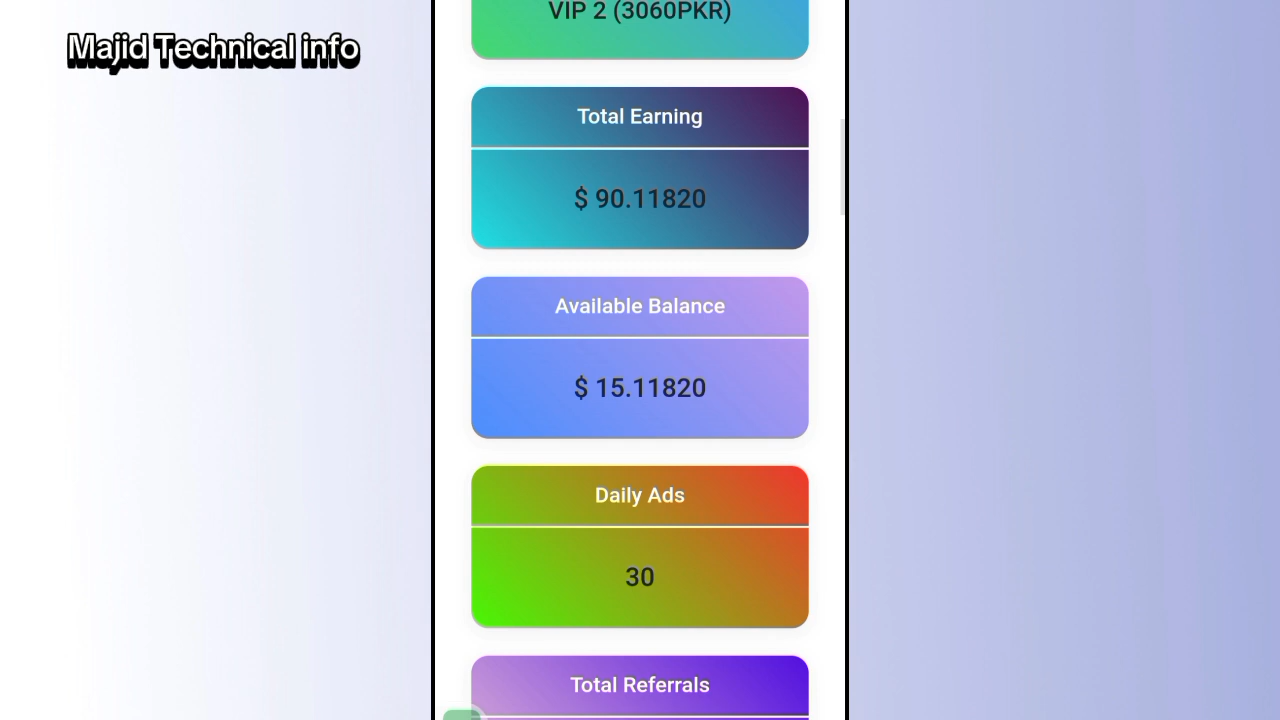 Majid Technical info
VIP 2 (3060PKR)
Total Earning
$ 90.11820
Available Balance
$ 15.11820
Daily Ads
30
Total Referrals